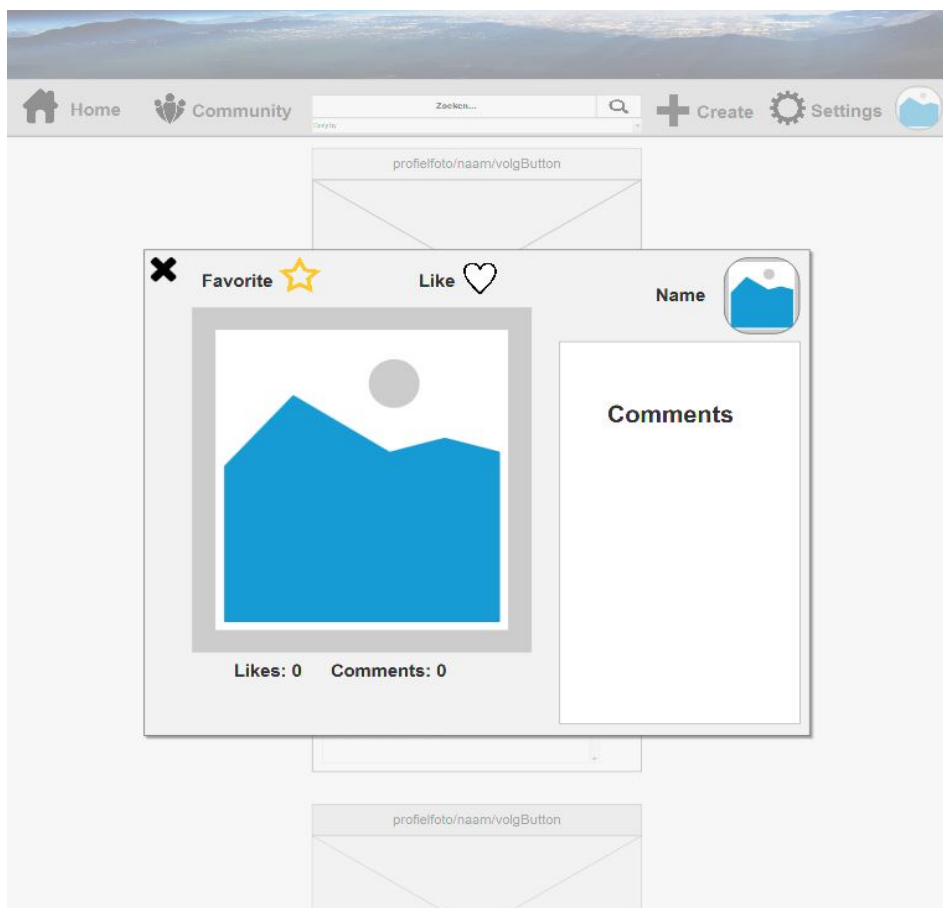 Home
Community
Zoeken...
Create
Settings
profielfoto/naam/volgButton
Favorite
Like
Name
Comments
Likes: 0
Comments: 0
profielfoto/naam/volgButton